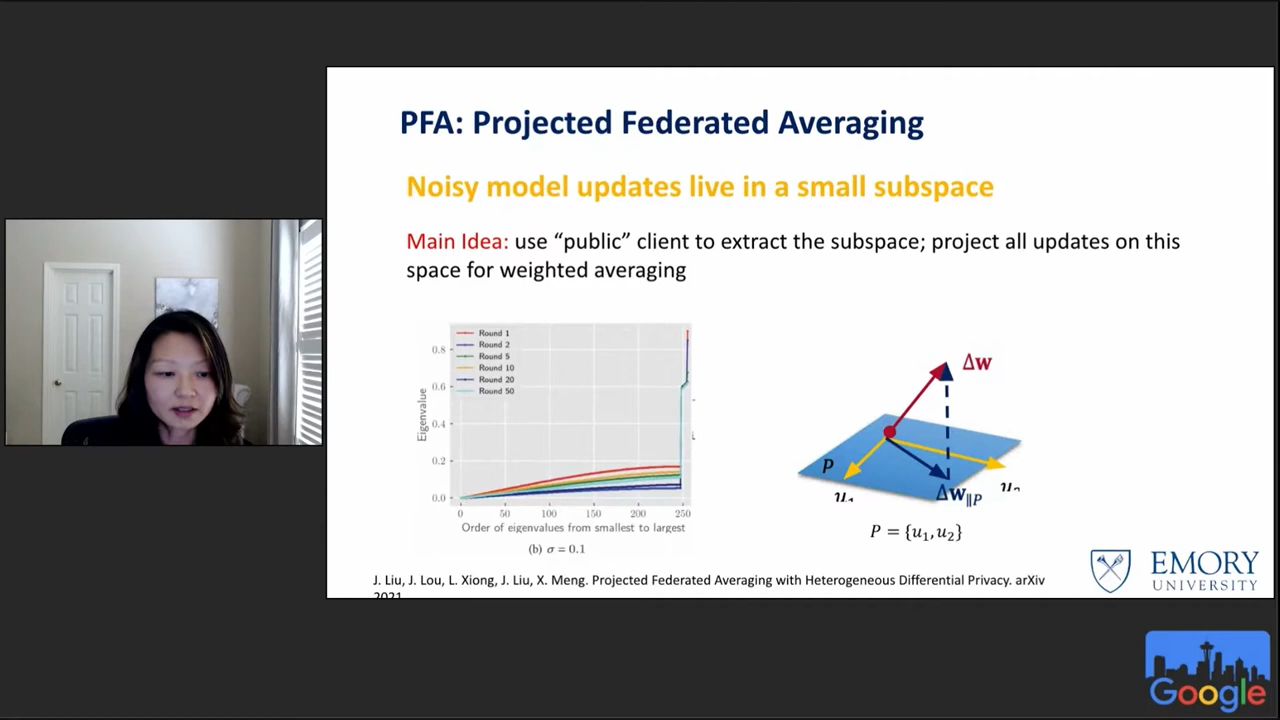 PFA: Projected Federated Averaging
Noisy model updates live in a small subspace
Main Idea: use “public” client to extract the subspace; project all updates on this
space for weighted averaging
Round 1
Round 2
Round 5
Round 10
Round 20
Round 50
0.8
0.6
0.4
0.2
0.0
Eigenvalue
0 50 100 150 200 250
Order of eigenvalues from smallest to largest
(b) σ = 0.1
Δw
P
Δw∥P
P = {u₁, u₂}
J. Liu, J. Lou, L. Xiong, J. Liu, X. Meng. Projected Federated Averaging with Heterogeneous Differential Privacy. arXiv
2021
EMORY
UNIVERSITY
Google